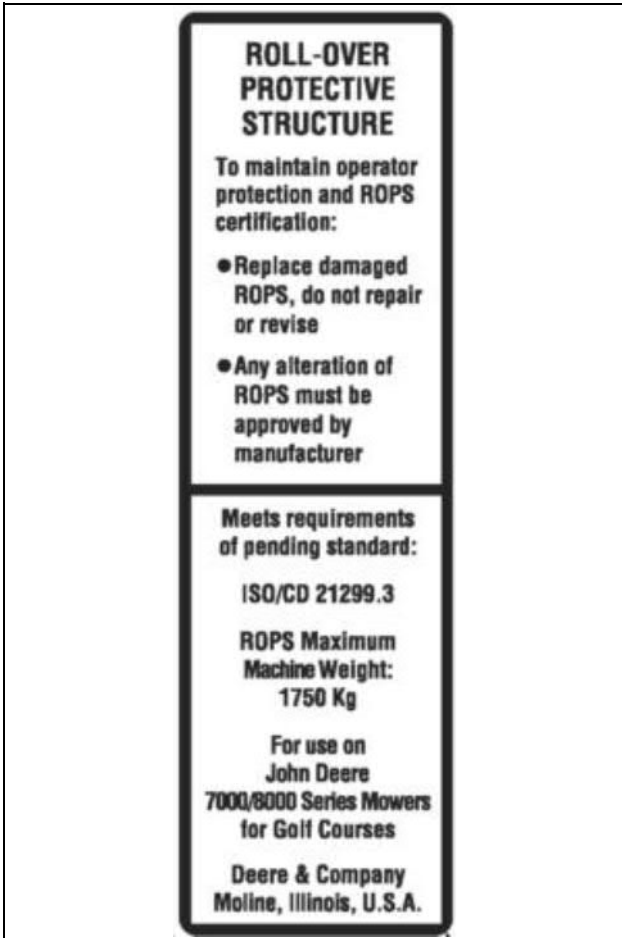 ROLL-OVER
PROTECTIVE
STRUCTURE
To maintain operator
protection and ROPS
certification:
●Replace damaged
ROPS, do not repair
or revise
●Any alteration of
ROPS must be
approved by
manufacturer
Meets requirements
of pending standard:
ISO/CD 21299.3
ROPS Maximum
Machine Weight:
1750 Kg
For use on
John Deere
7000/8000 Series Mowers
for Golf Courses
Deere & Company
Moline, Illinois, U.S.A.